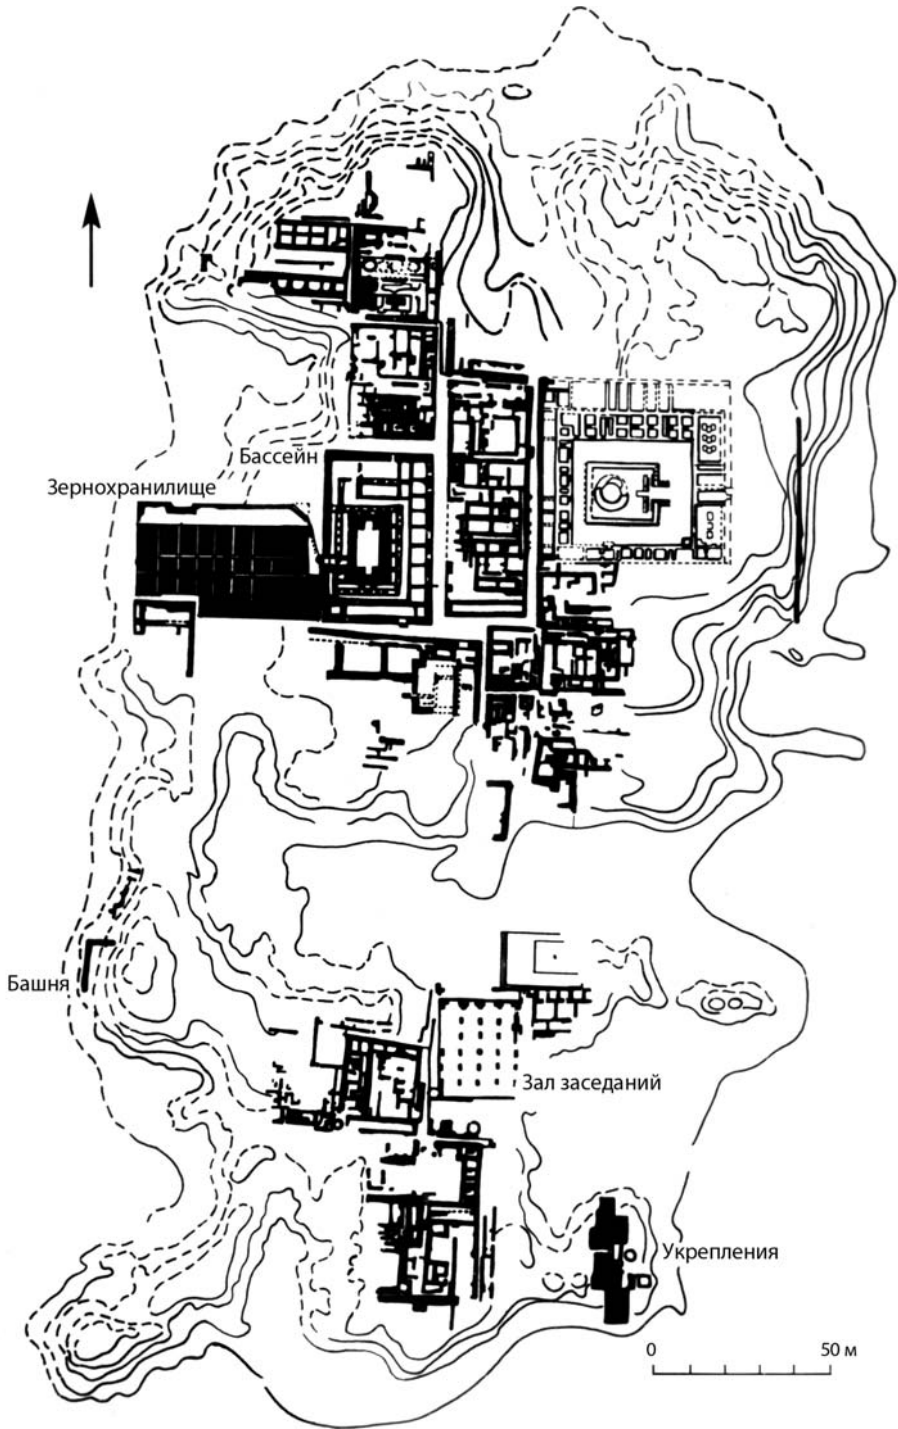 Бассейн
Зернохранилище
Башня
Зал заседаний
Укрепления
0 50 м